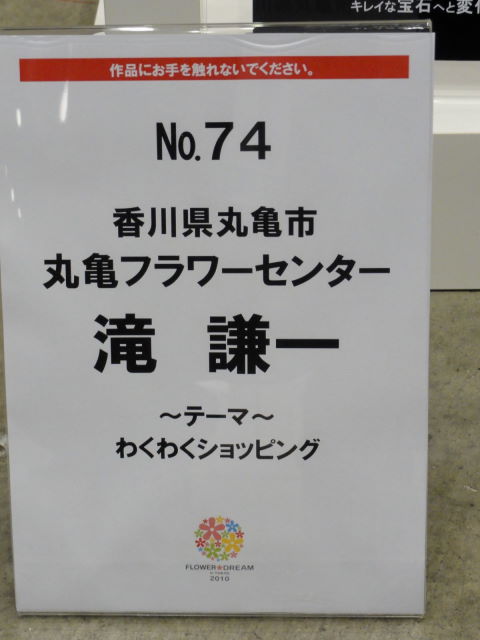 キレイな宝石へと変
作品にお手を触れないでください。
No.74
香川県丸亀市
丸亀フラワーセンター
滝 謙一
～テーマ～
わくわくショッピング
FLOWER★DREAM
2010